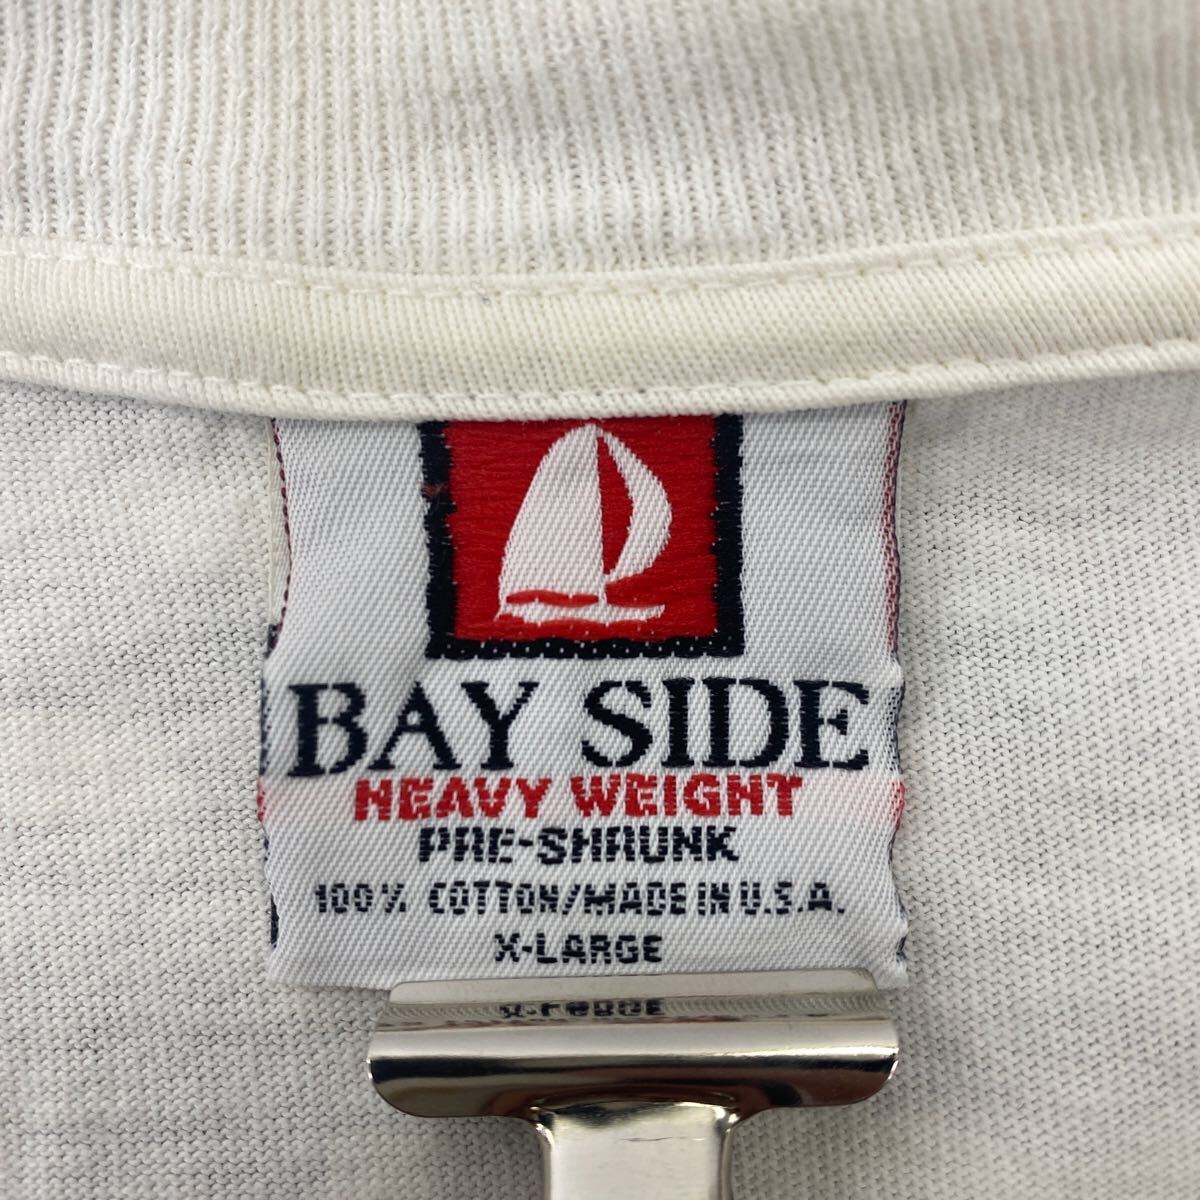 BAY SIDE
HEAVY WEIGHT
PRE-SHRUNK
100% COTTON/MADE IN U.S.A.
X-LARGE